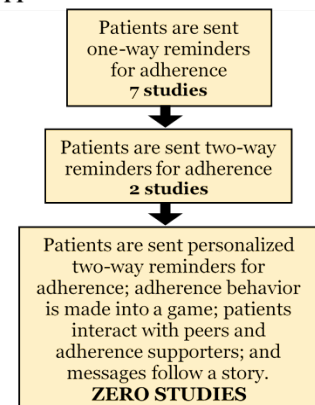 Patients are sent
one-way reminders
for adherence
7 studies
Patients are sent two-way
reminders for adherence
2 studies
Patients are sent personalized
two-way reminders for
adherence; adherence behavior
is made into a game; patients
interact with peers and
adherence supporters; and
messages follow a story.
ZERO STUDIES